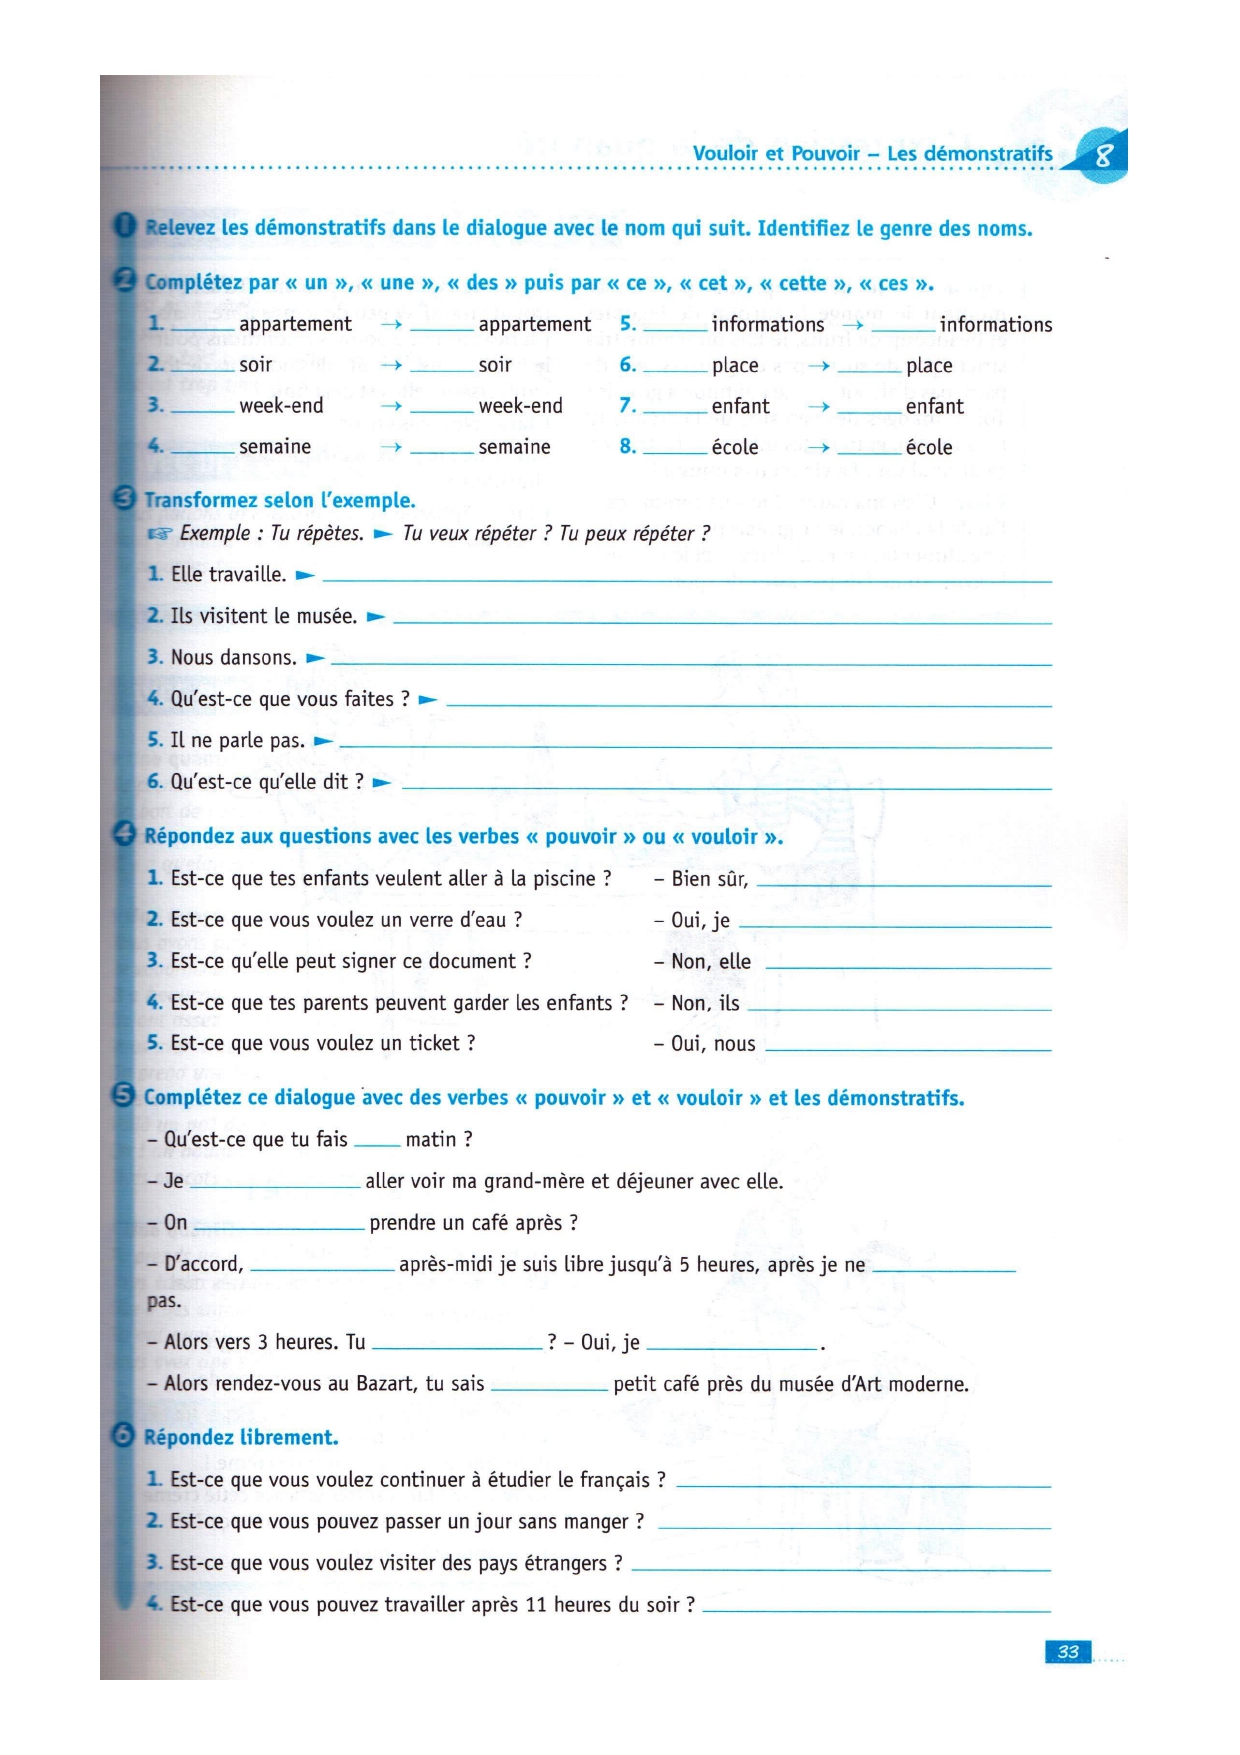 Vouloir et Pouvoir – Les démonstratifs 8
1 Relevez les démonstratifs dans le dialogue avec le nom qui suit. Identifiez le genre des noms.
2 Complétez par « un », « une », « des » puis par « ce », « cet », « cette », « ces ».
1. ______ appartement → ______ appartement 5. ______ informations → ______ informations
2. ______ soir → ______ soir 6. ______ place → ______ place
3. ______ week-end → ______ week-end 7. ______ enfant → ______ enfant
4. ______ semaine → ______ semaine 8. ______ école → ______ école
3 Transformez selon l'exemple.
☞ Exemple : Tu répètes. ► Tu veux répéter ? Tu peux répéter ?
1. Elle travaille. ► ______
2. Ils visitent le musée. ► ______
3. Nous dansons. ► ______
4. Qu'est-ce que vous faites ? ► ______
5. Il ne parle pas. ► ______
6. Qu'est-ce qu'elle dit ? ► ______
4 Répondez aux questions avec les verbes « pouvoir » ou « vouloir ».
1. Est-ce que tes enfants veulent aller à la piscine ? – Bien sûr, ______
2. Est-ce que vous voulez un verre d'eau ? – Oui, je ______
3. Est-ce qu'elle peut signer ce document ? – Non, elle ______
4. Est-ce que tes parents peuvent garder les enfants ? – Non, ils ______
5. Est-ce que vous voulez un ticket ? – Oui, nous ______
5 Complétez ce dialogue avec des verbes « pouvoir » et « vouloir » et les démonstratifs.
– Qu'est-ce que tu fais ____ matin ?
– Je ______ aller voir ma grand-mère et déjeuner avec elle.
– On ______ prendre un café après ?
– D'accord, ______ après-midi je suis libre jusqu'à 5 heures, après je ne ______
pas.
– Alors vers 3 heures. Tu ______ ? – Oui, je ______.
– Alors rendez-vous au Bazart, tu sais ______ petit café près du musée d'Art moderne.
6 Répondez librement.
1. Est-ce que vous voulez continuer à étudier le français ? ______
2. Est-ce que vous pouvez passer un jour sans manger ? ______
3. Est-ce que vous voulez visiter des pays étrangers ? ______
4. Est-ce que vous pouvez travailler après 11 heures du soir ? ______
33